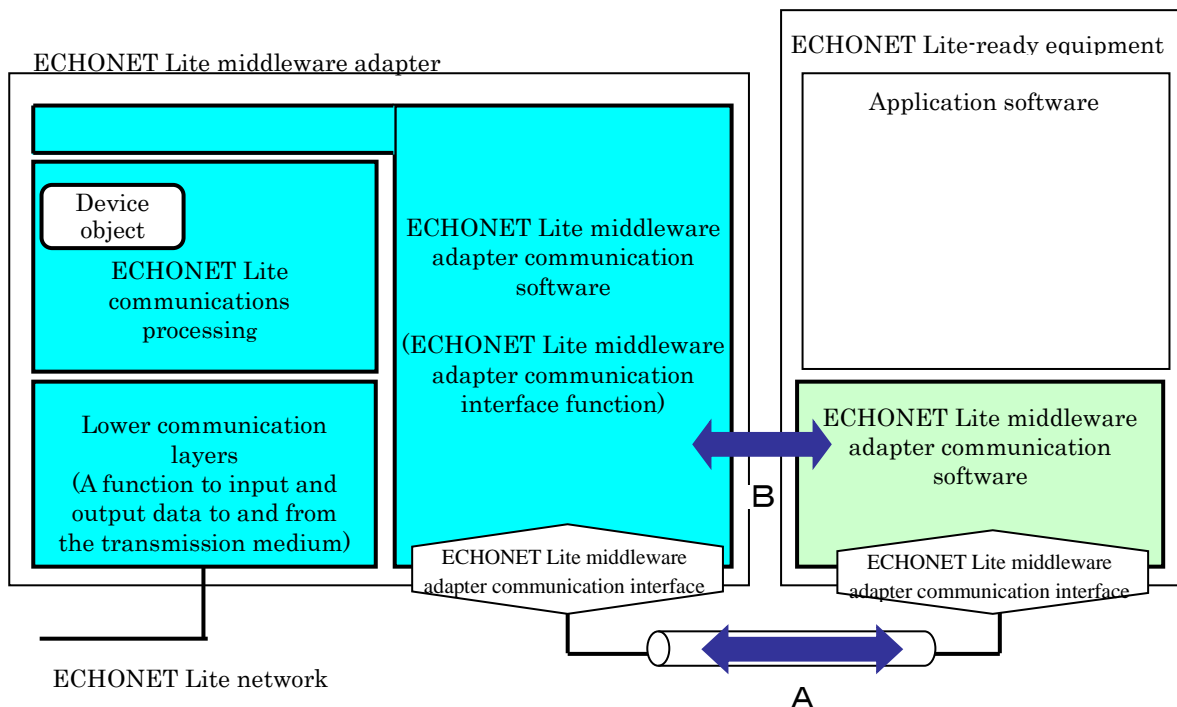 ECHONET Lite middleware adapter
Device
object
ECHONET Lite
communications
processing
Lower communication
layers
(A function to input and
output data to and from
the transmission medium)
ECHONET Lite middleware
adapter communication
software
(ECHONET Lite middleware
adapter communication
interface function)
ECHONET Lite middleware
adapter communication interface
ECHONET Lite network
B
A
ECHONET Lite-ready equipment
Application software
ECHONET Lite middleware
adapter communication
software
ECHONET Lite middleware
adapter communication interface